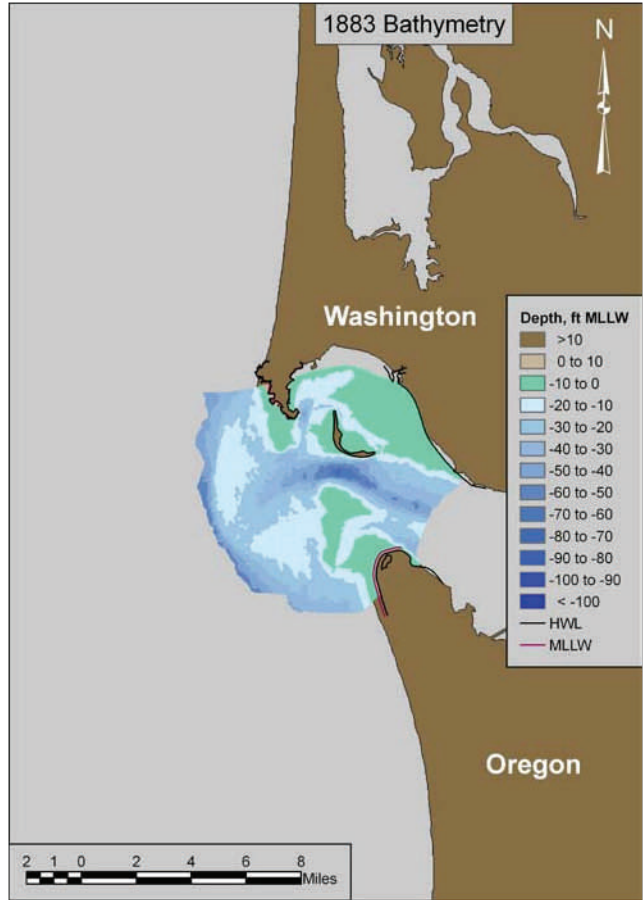 1883 Bathymetry
N
Washington
Depth, ft MLLW
>10
0 to 10
-10 to 0
-20 to -10
-30 to -20
-40 to -30
-50 to -40
-60 to -50
-70 to -60
-80 to -70
-90 to -80
-100 to -90
< -100
HWL
MLLW
Oregon
2 1 0 2 4 6 8
Miles